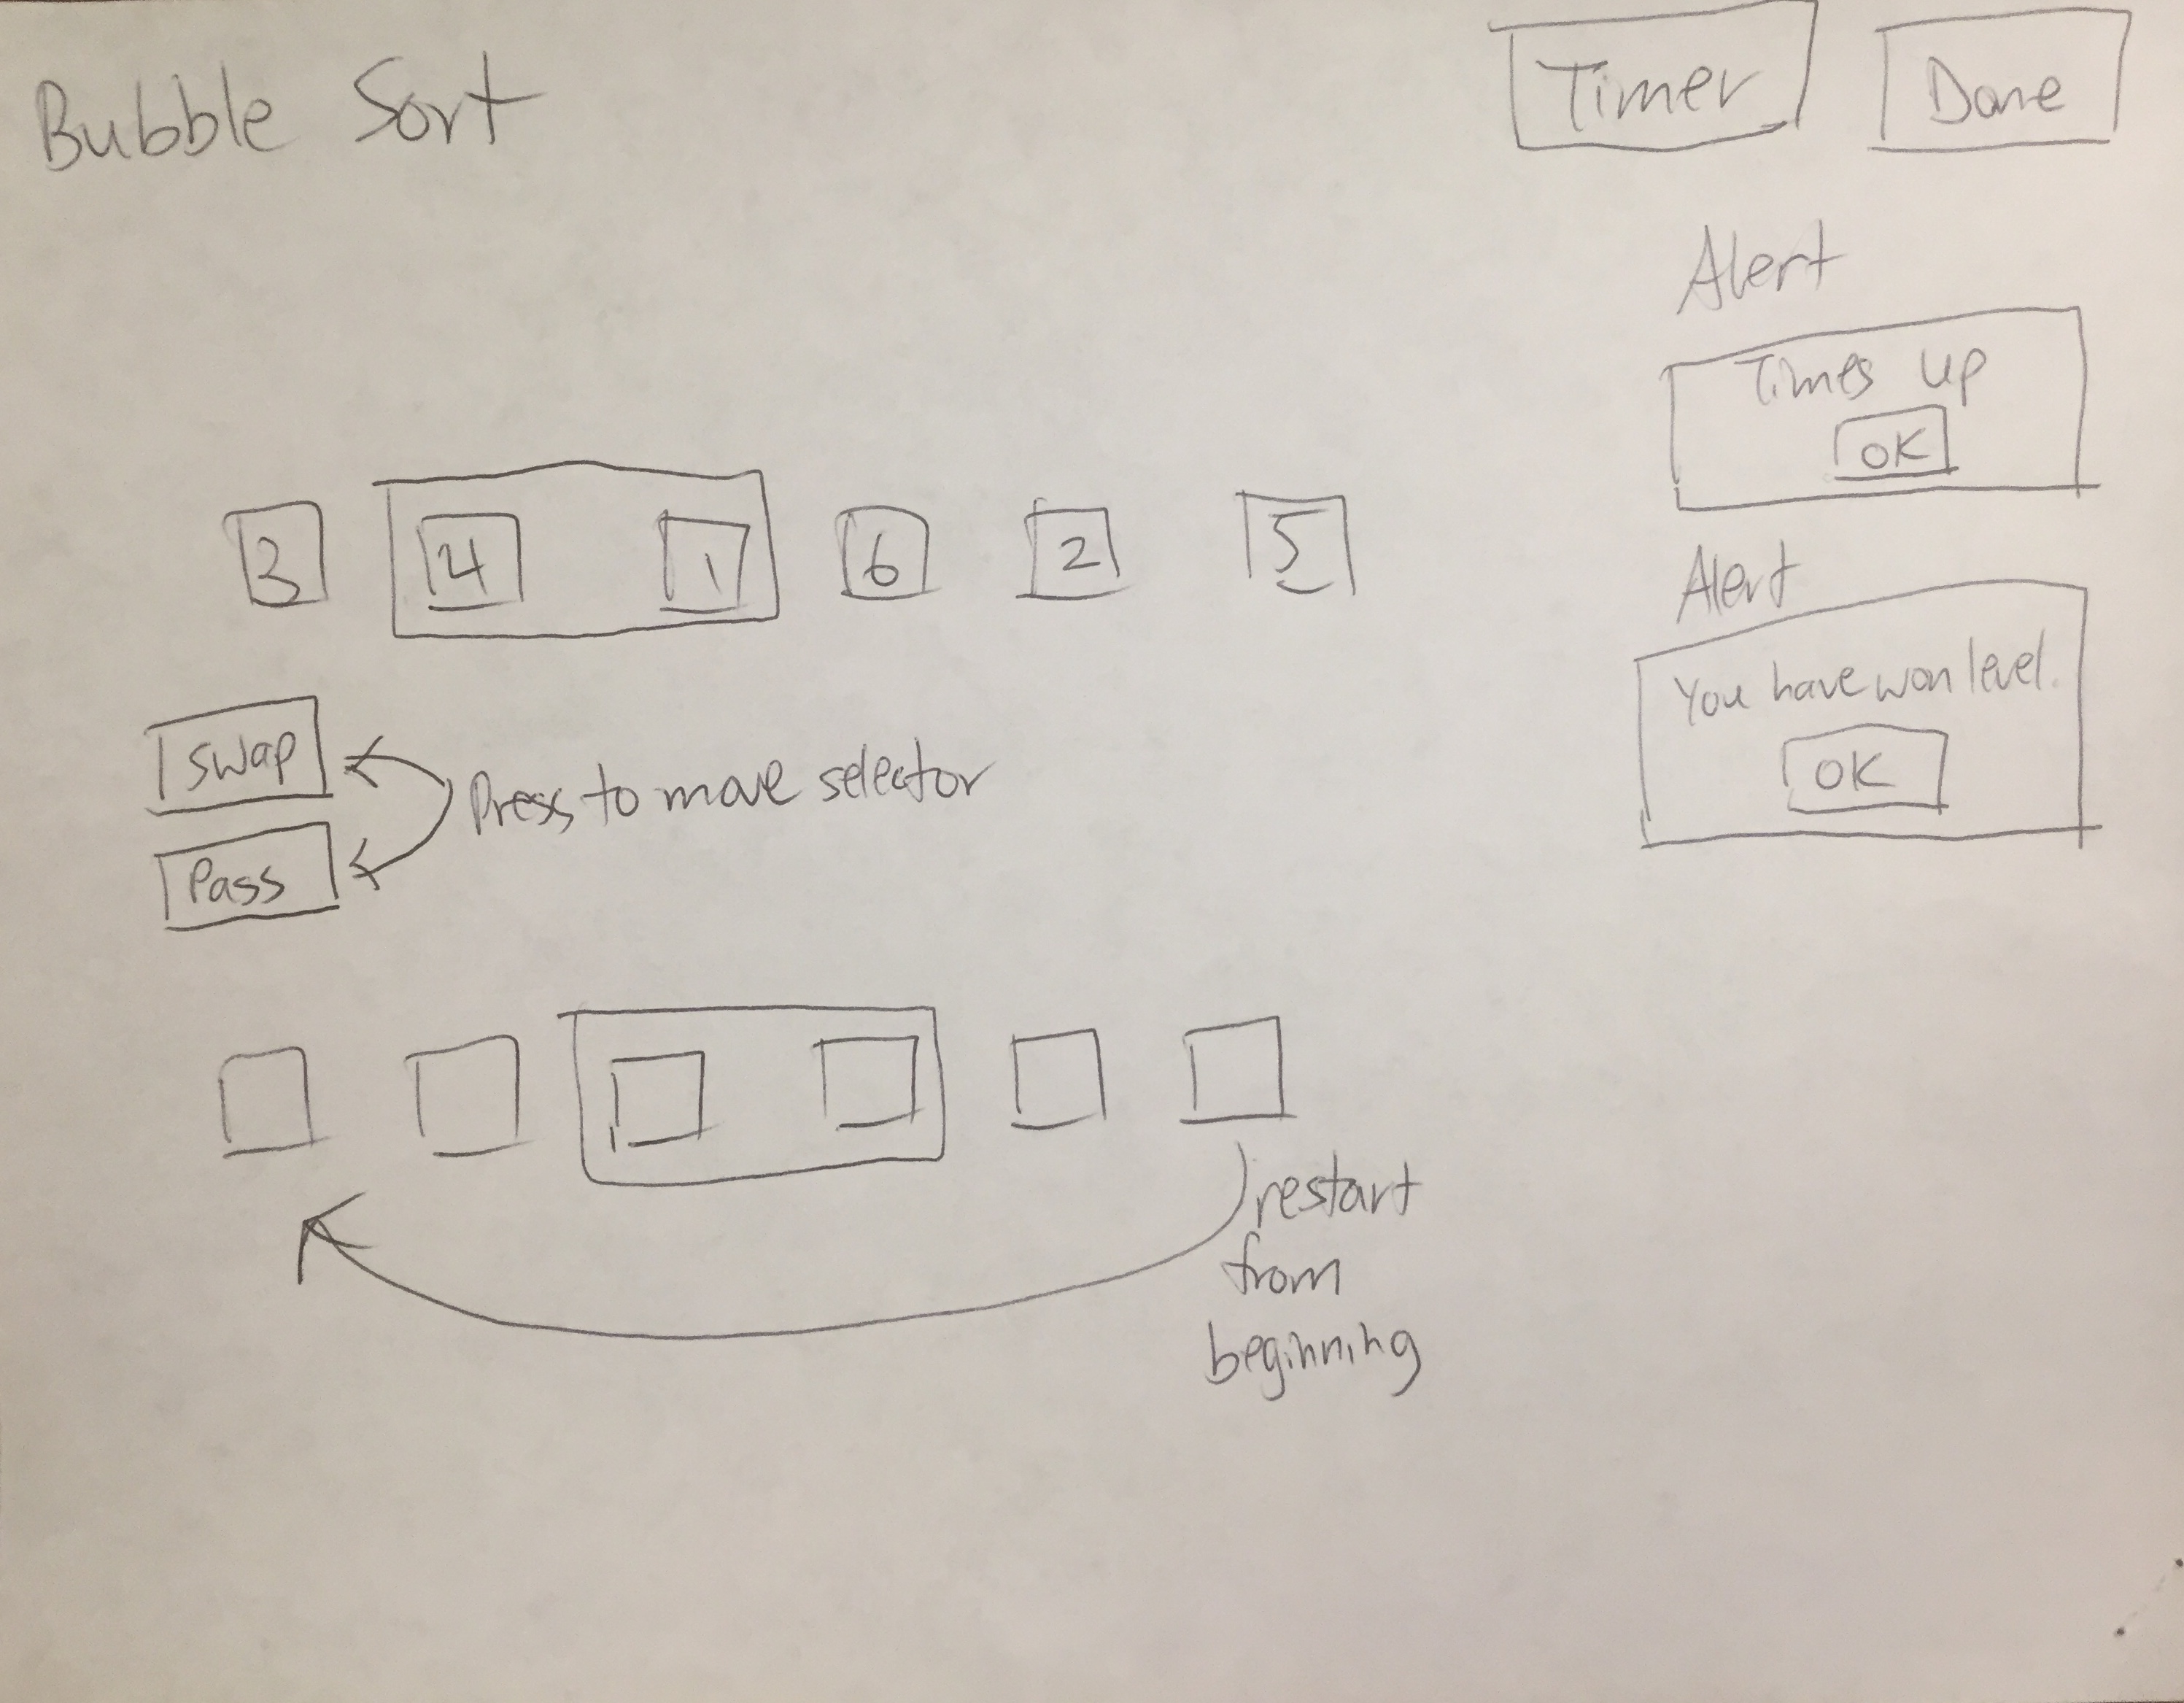 Bubble Sort
Timer
Done
Alert
Times up
OK
Alert
You have won level.
OK
3 4 1 6 2 5
swap
Pass
Press to move selector
restart
from
beginning